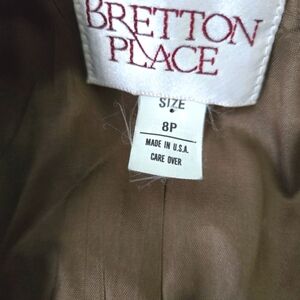 BRETTON
PLACE
SIZE
8P
MADE IN U.S.A.
CARE OVER